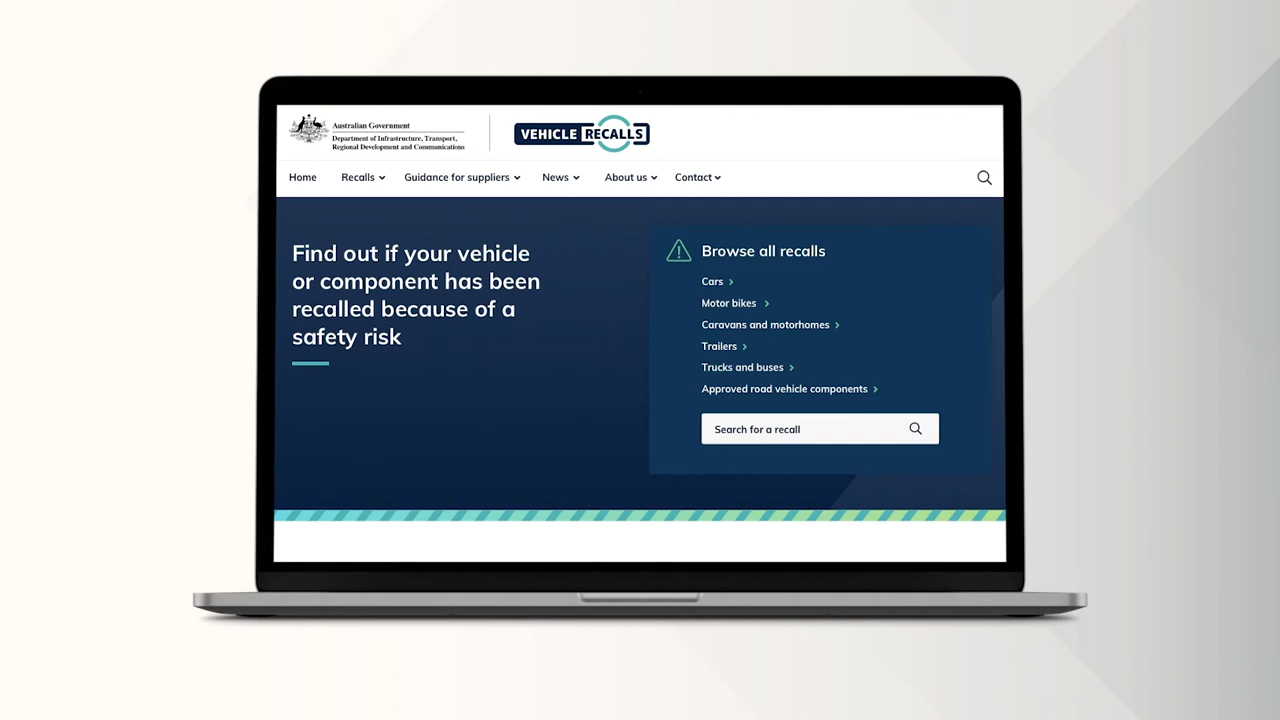 Australian Government
Department of Infrastructure, Transport,
Regional Development and Communications
VEHICLE RECALLS
Home
Recalls
Guidance for suppliers
News
About us
Contact
Find out if your vehicle
or component has been
recalled because of a
safety risk
Browse all recalls
Cars
Motor bikes
Caravans and motorhomes
Trailers
Trucks and buses
Approved road vehicle components
Search for a recall